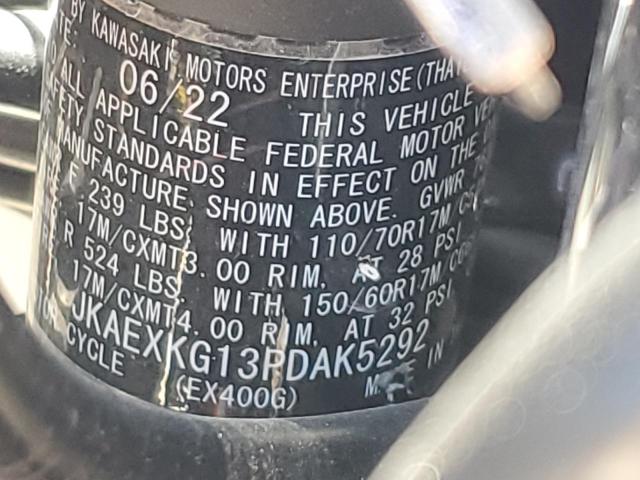 BY KAWASAKI MOTORS ENTERPRISE(THA
06/22 THIS VEHICLE
ALL APPLICABLE FEDERAL MOTOR VE
STANDARDS IN EFFECT ON THE
MANUFACTURE SHOWN ABOVE. GVWR
F 239 LBS. WITH 110/70R17M/C
17M/CXMT3.00 RIM, AT 28 PSI
R 524 LBS. WITH 150/60R17M/C
17M/CXMT4.00 RIM, AT 32 PSI
JKAEXKG13PDAK5292
CYCLE (EX400G) IN